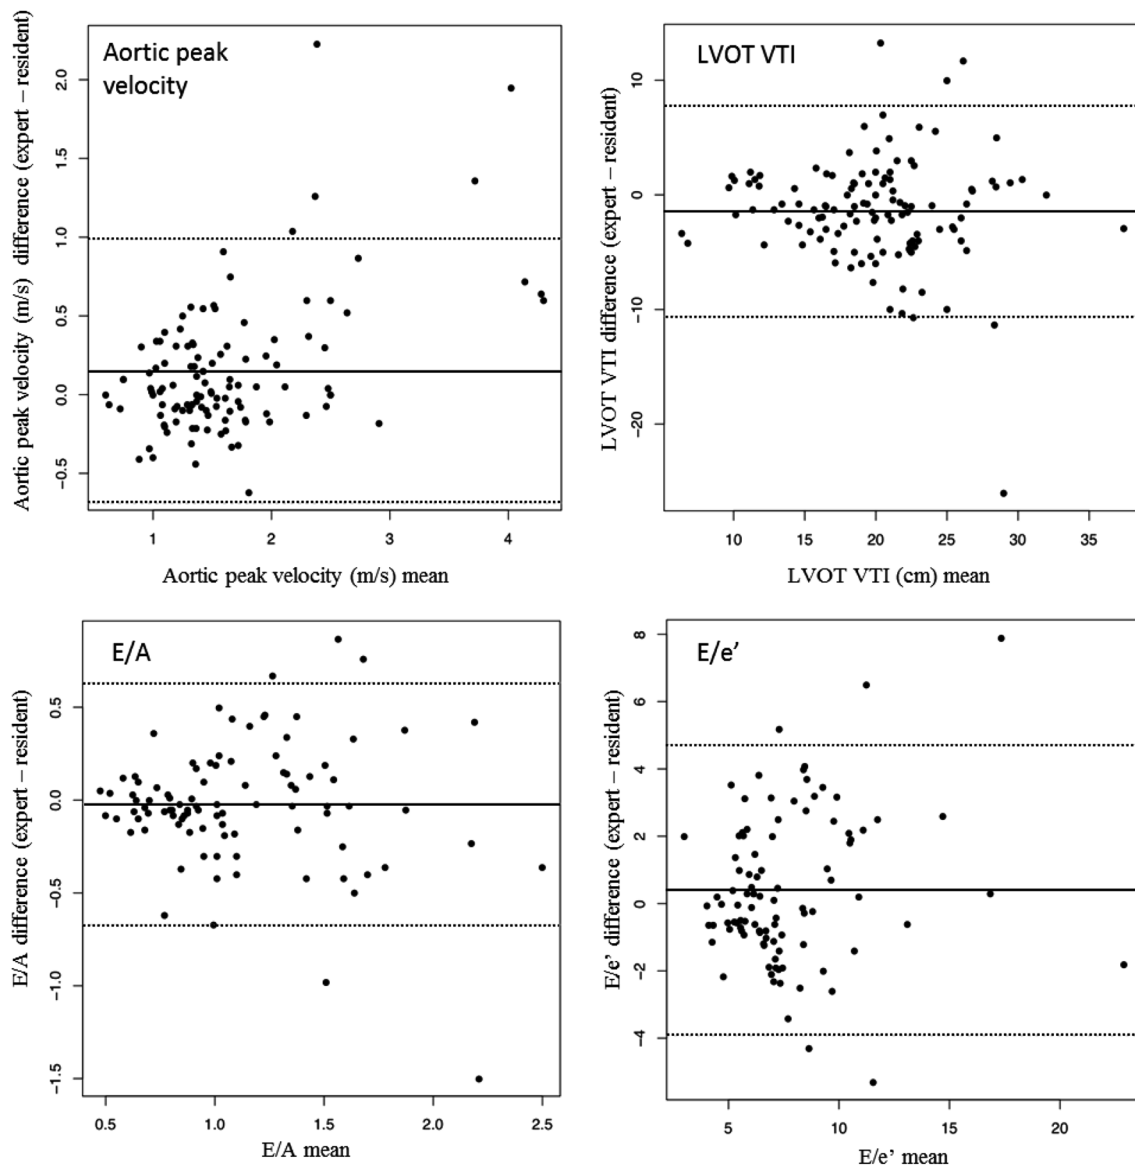 Aortic peak
velocity
Aortic peak velocity (m/s) difference (expert – resident)
2.0
1.5
1.0
0.5
0.0
−0.5
1 2 3 4
Aortic peak velocity (m/s) mean
LVOT VTI
LVOT VTI difference (expert – resident)
10
0
−10
−20
10 15 20 25 30 35
LVOT VTI (cm) mean
E/A
E/A difference (expert – resident)
0.5
0.0
−0.5
−1.0
−1.5
0.5 1.0 1.5 2.0 2.5
E/A mean
E/e’
E/e’ difference (expert – resident)
8
6
4
2
0
−2
−4
5 10 15 20
E/e’ mean